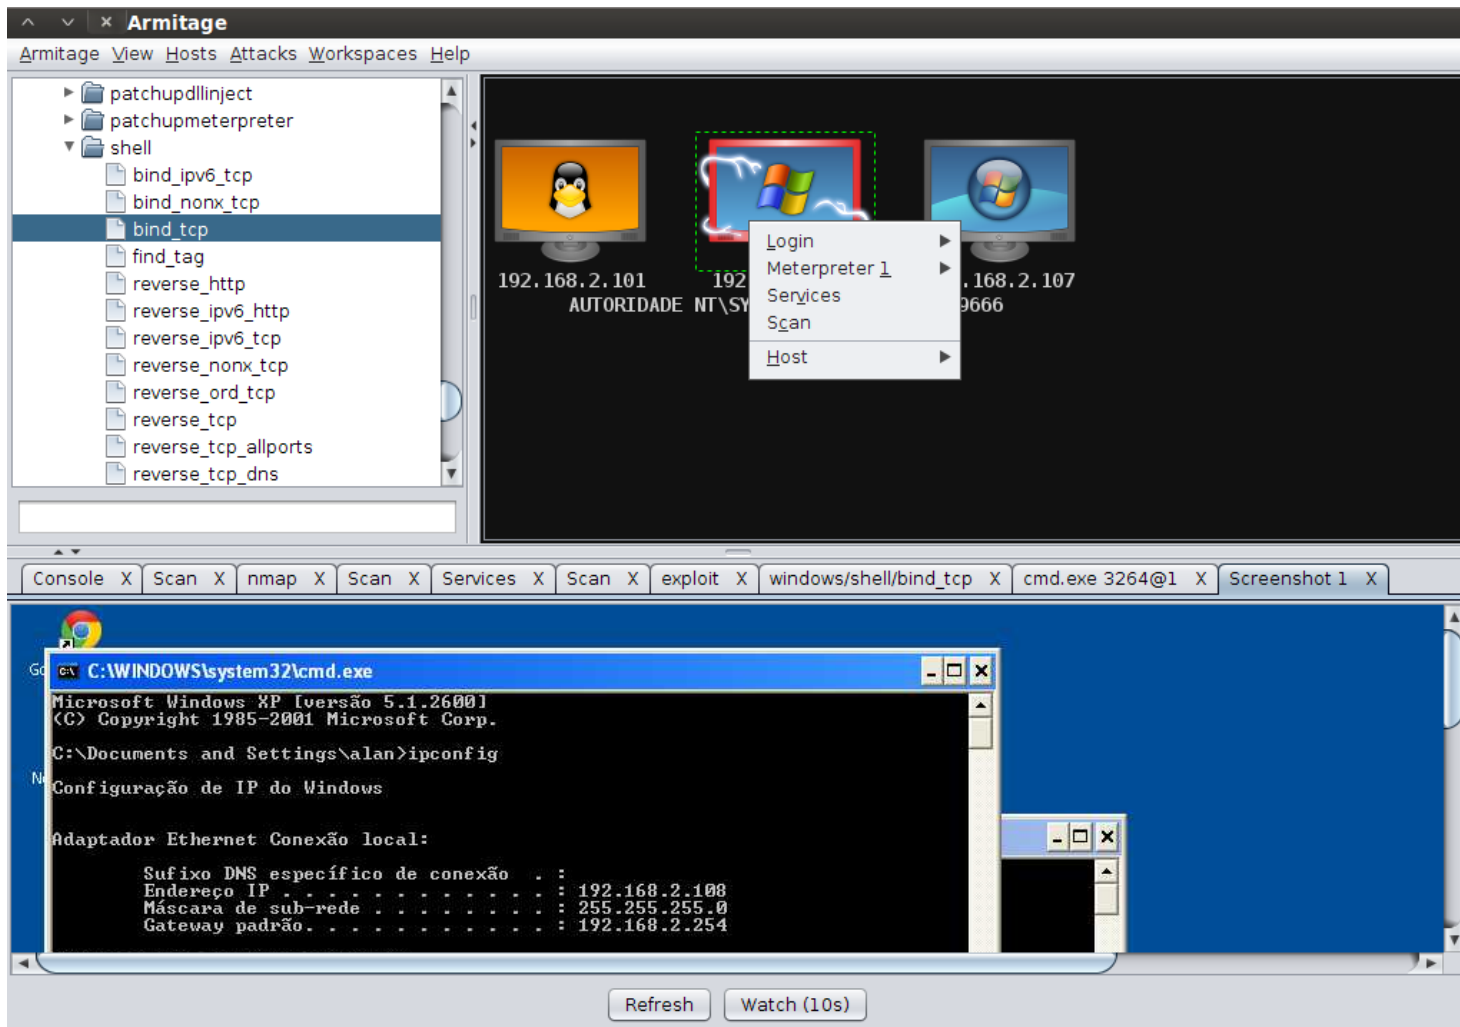 Armitage
Armitage View Hosts Attacks Workspaces Help
patchupdllinject
patchupmeterpreter
shell
bind_ipv6_tcp
bind_nonx_tcp
bind_tcp
find_tag
reverse_http
reverse_ipv6_http
reverse_ipv6_tcp
reverse_nonx_tcp
reverse_ord_tcp
reverse_tcp
reverse_tcp_allports
reverse_tcp_dns
192.168.2.101
192
.168.2.107
AUTORIDADE NT\SY
9666
Login
Meterpreter 1
Services
Scan
Host
Console X Scan X nmap X Scan X Services X Scan X exploit X windows/shell/bind_tcp X cmd.exe 3264@1 X Screenshot 1 X
C:\WINDOWS\system32\cmd.exe
Microsoft Windows XP [versão 5.1.2600]
(C) Copyright 1985-2001 Microsoft Corp.
C:\Documents and Settings\alan>ipconfig
Configuração de IP do Windows
Adaptador Ethernet Conexão local:
Sufixo DNS específico de conexão . :
Endereço IP . . . . . . . . . . . . : 192.168.2.108
Máscara de sub-rede . . . . . . . . : 255.255.255.0
Gateway padrão. . . . . . . . . . . : 192.168.2.254
Refresh Watch (10s)